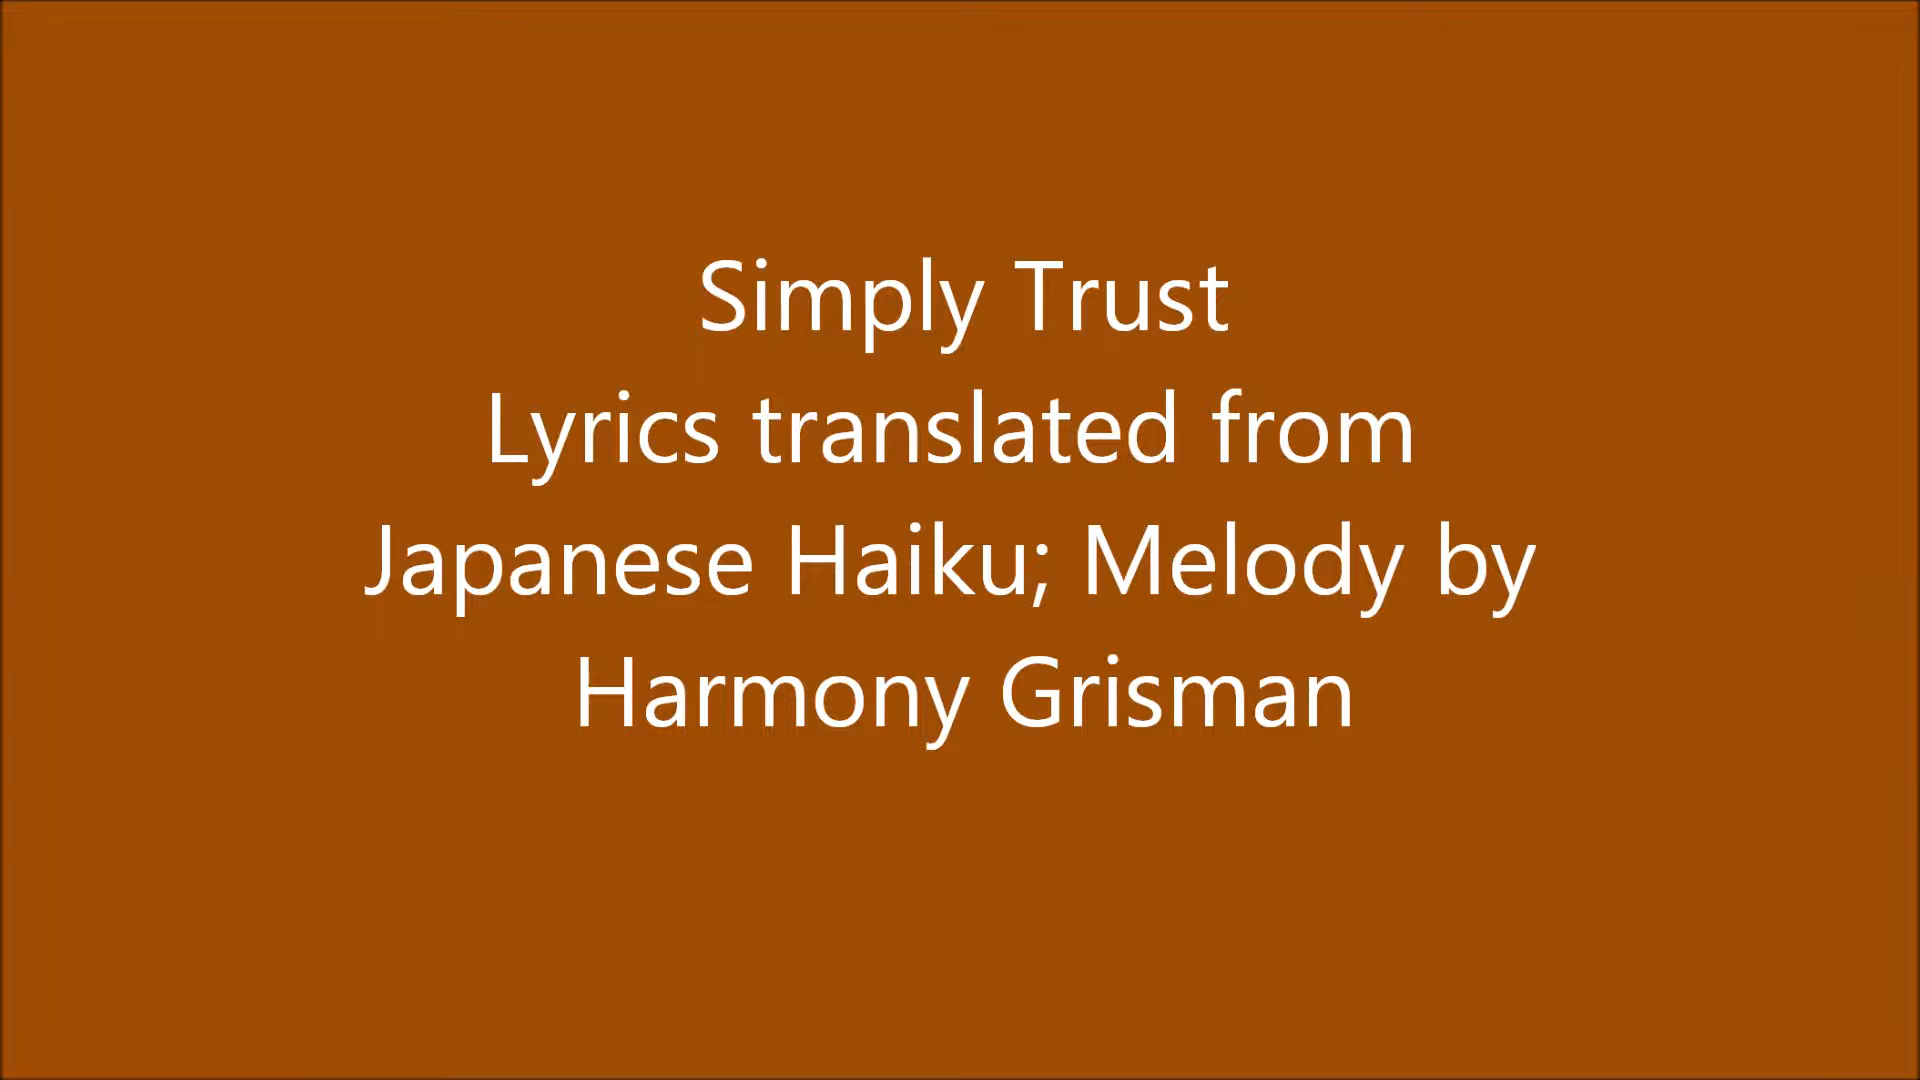 Simply Trust
Lyrics translated from
Japanese Haiku; Melody by
Harmony Grisman